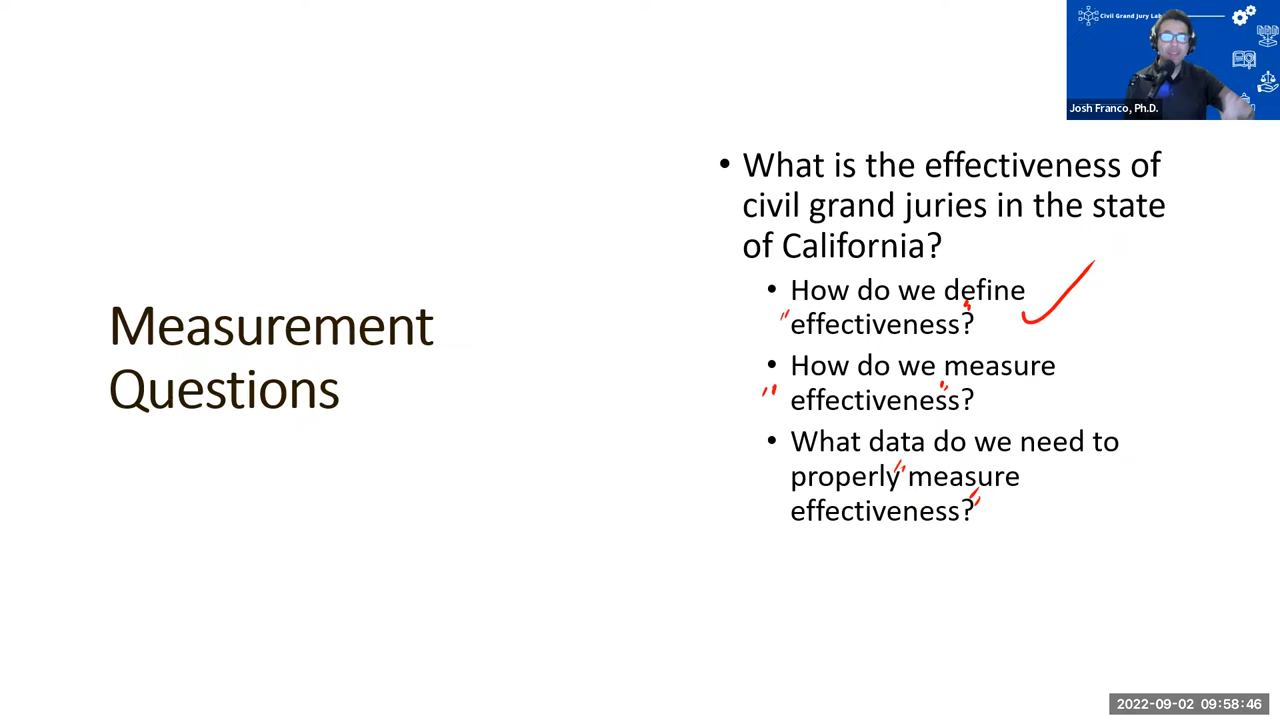 Civil Grand Jury Lab
Josh Franco, Ph.D.
Measurement
Questions
• What is the effectiveness of
civil grand juries in the state
of California?
• How do we define
"effectiveness?"
• How do we measure
"effectiveness?"
• What data do we need to
properly "measure
effectiveness?"
2022-09-02 09:58:46